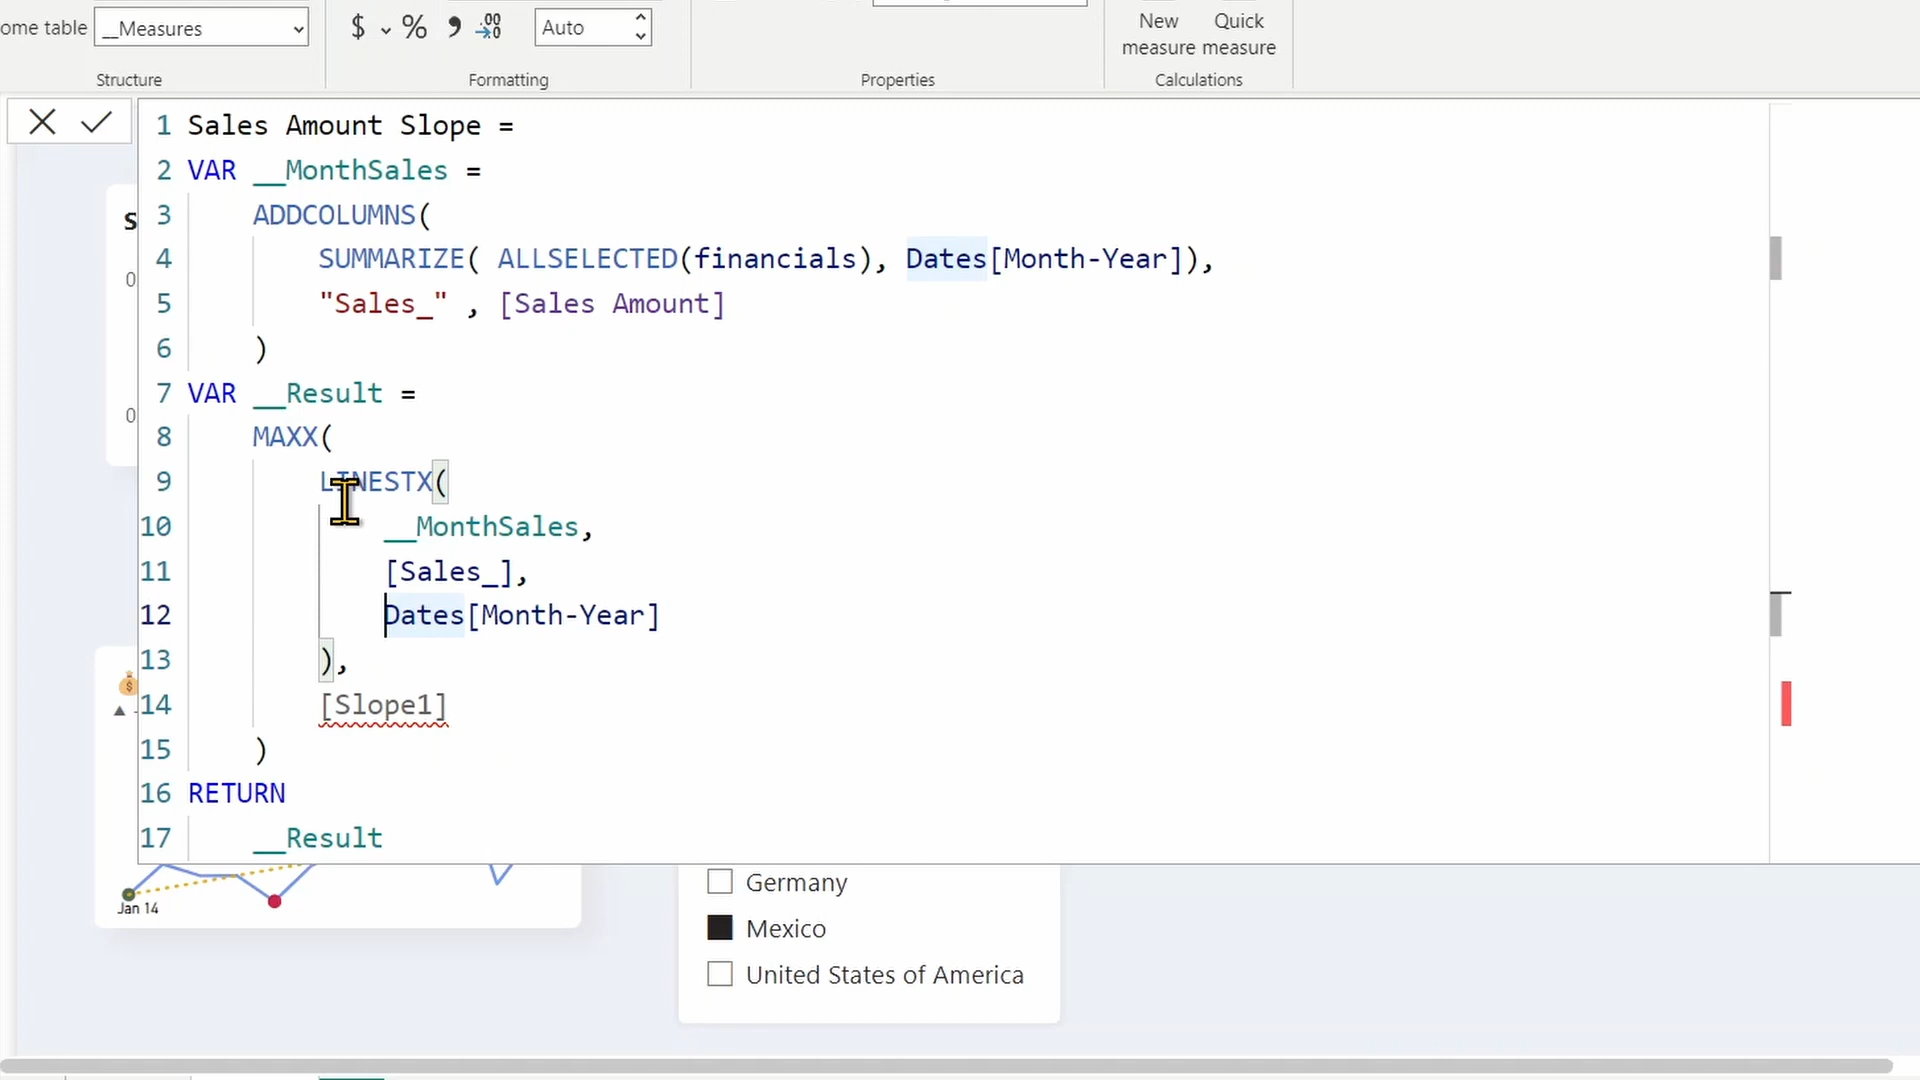 ome table __Measures
$ % Auto
New measure
Quick measure
Structure
Formatting
Properties
Calculations
1 Sales Amount Slope =
2 VAR __MonthSales =
3 ADDCOLUMNS(
4 SUMMARIZE( ALLSELECTED(financials), Dates[Month-Year]),
5 "Sales_" , [Sales Amount]
6 )
7 VAR __Result =
8 MAXX(
9 LINESTX(
10 __MonthSales,
11 [Sales_],
12 Dates[Month-Year]
13 ),
14 [Slope1]
15 )
16 RETURN
17 __Result
S
0
0
Jan 14
Germany
Mexico
United States of America